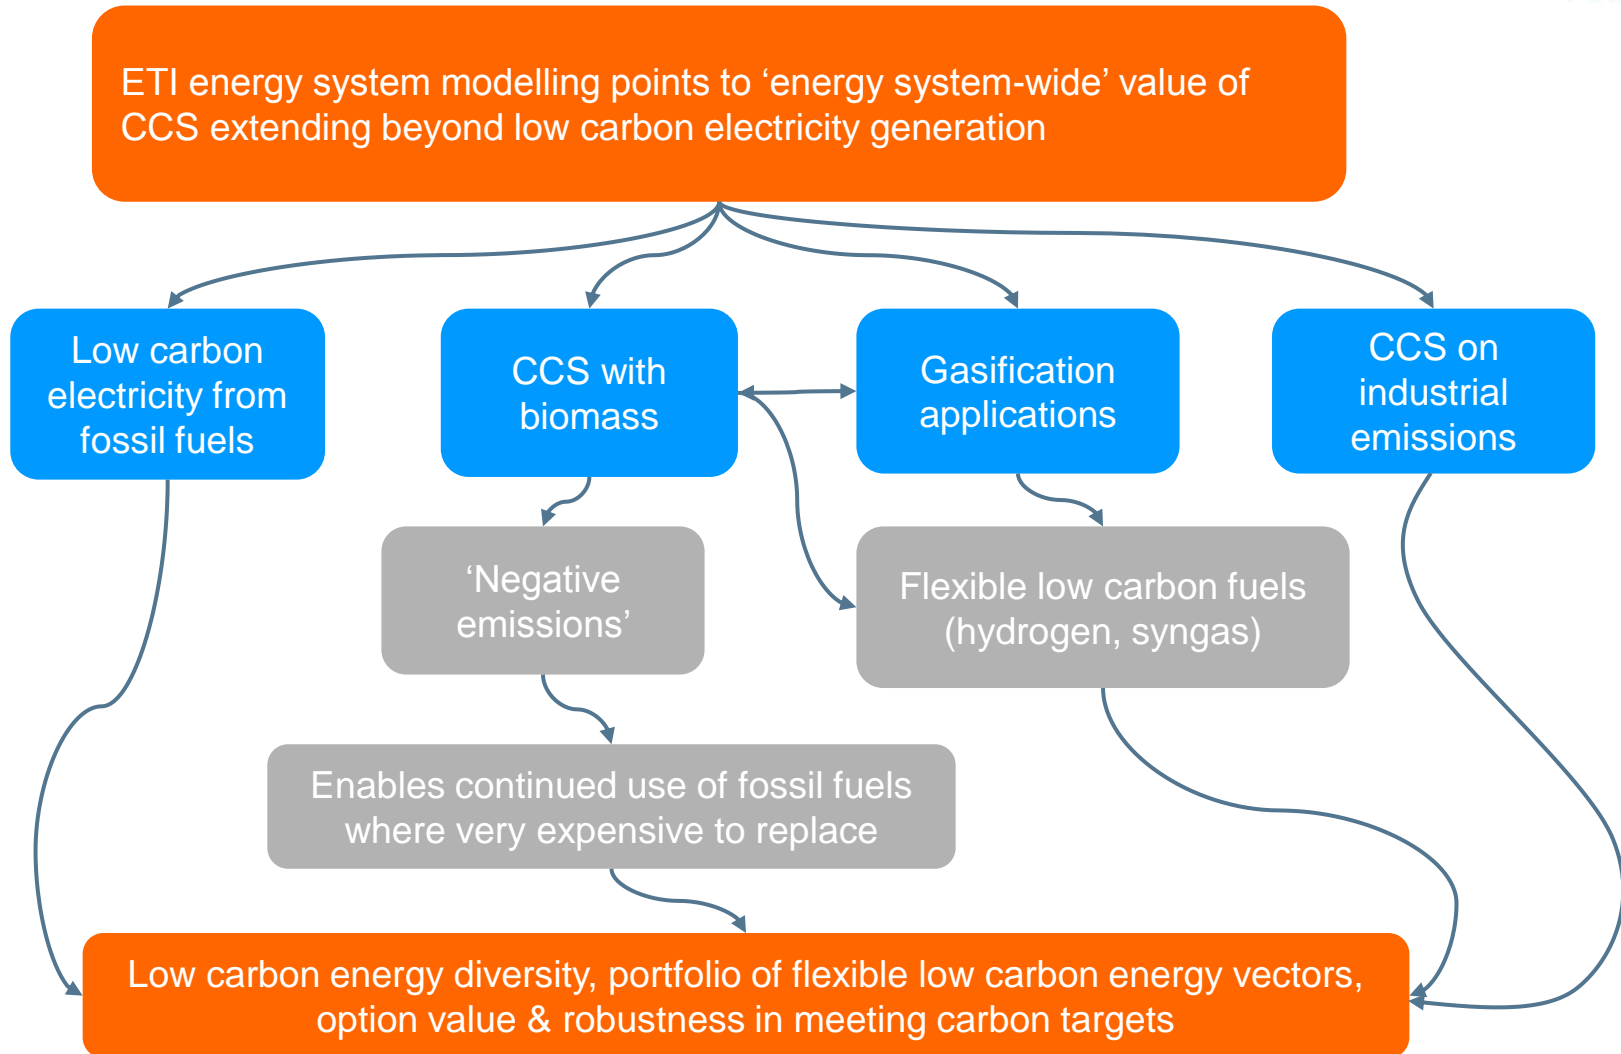 ETI energy system modelling points to ‘energy system-wide’ value of
CCS extending beyond low carbon electricity generation
Low carbon
electricity from
fossil fuels
CCS with
biomass
Gasification
applications
CCS on
industrial
emissions
‘Negative
emissions’
Flexible low carbon fuels
(hydrogen, syngas)
Enables continued use of fossil fuels
where very expensive to replace
Low carbon energy diversity, portfolio of flexible low carbon energy vectors,
option value & robustness in meeting carbon targets